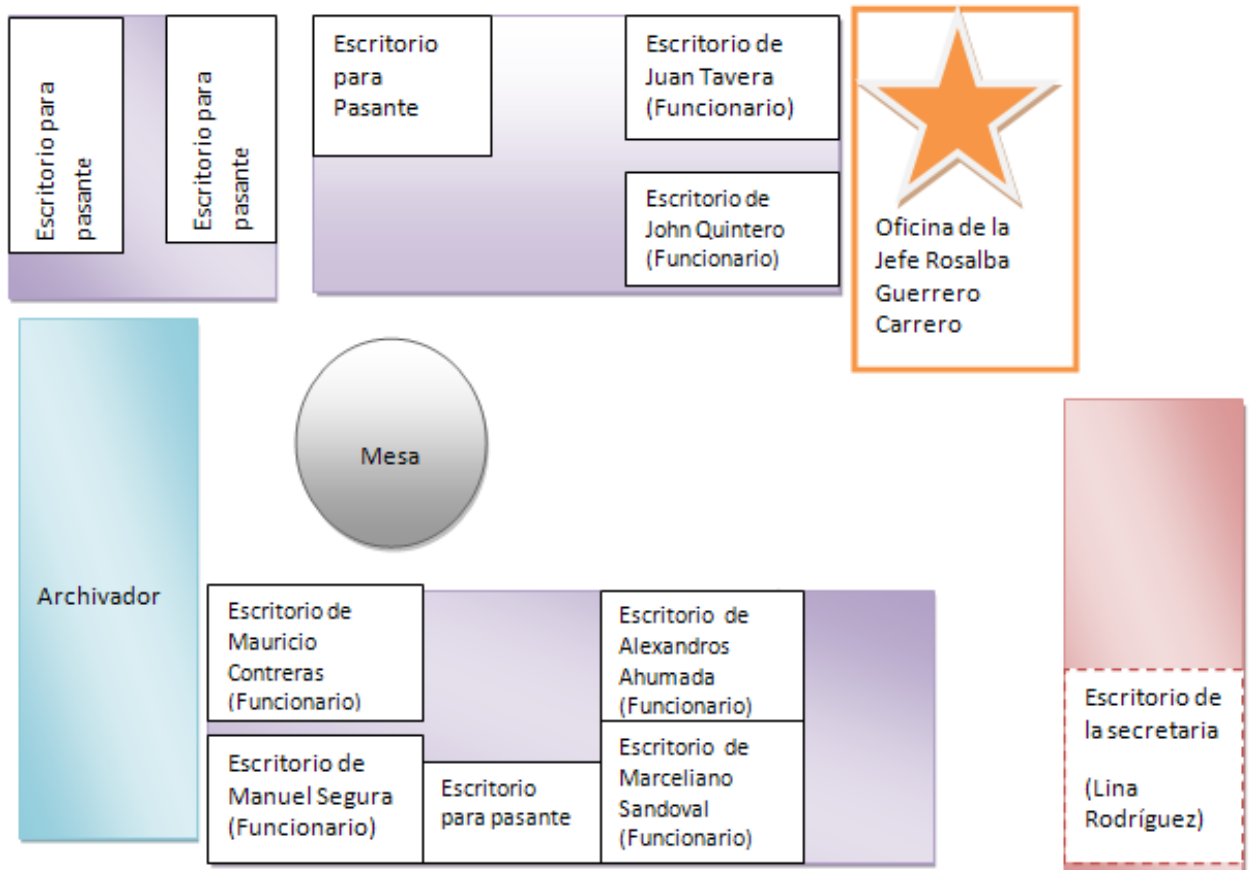 Escritorio para
pasante
Escritorio para
pasante
Escritorio
para
Pasante
Escritorio de
Juan Tavera
(Funcionario)
Escritorio de
John Quintero
(Funcionario)
Oficina de la
Jefe Rosalba
Guerrero
Carrero
Mesa
Archivador
Escritorio de
Mauricio
Contreras
(Funcionario)
Escritorio de
Alexandros
Ahumada
(Funcionario)
Escritorio de
Manuel Segura
(Funcionario)
Escritorio
para pasante
Escritorio de
Marceliano
Sandoval
(Funcionario)
Escritorio de
la secretaria
(Lina
Rodríguez)